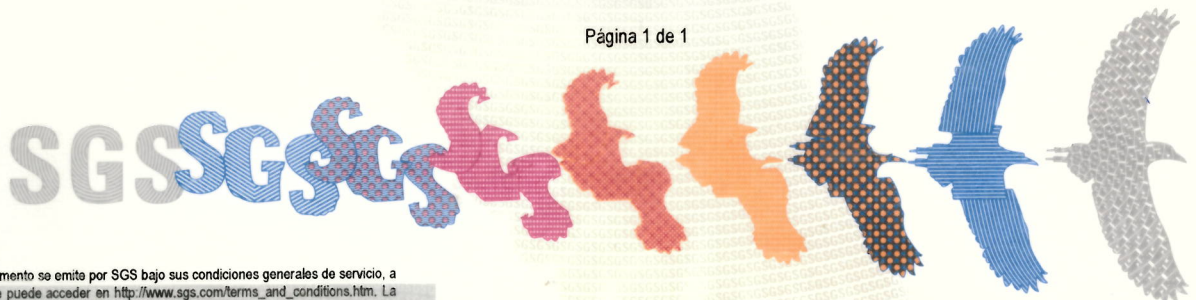 Página 1 de 1
SGS SGS SGS
mento se emite por SGS bajo sus condiciones generales de servicio, a
puede acceder en http://www.sgs.com/terms_and_conditions.htm. La